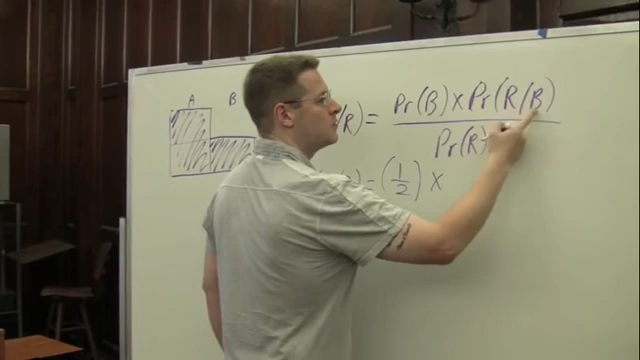 A B
/R) = Pr(B) x Pr(R/B)
Pr(R)
) = (1/2) x